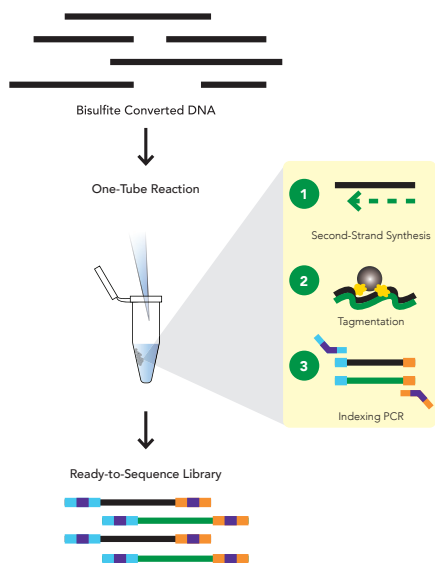 Bisulfite Converted DNA
One-Tube Reaction
1
Second-Strand Synthesis
2
Tagmentation
3
Indexing PCR
Ready-to-Sequence Library